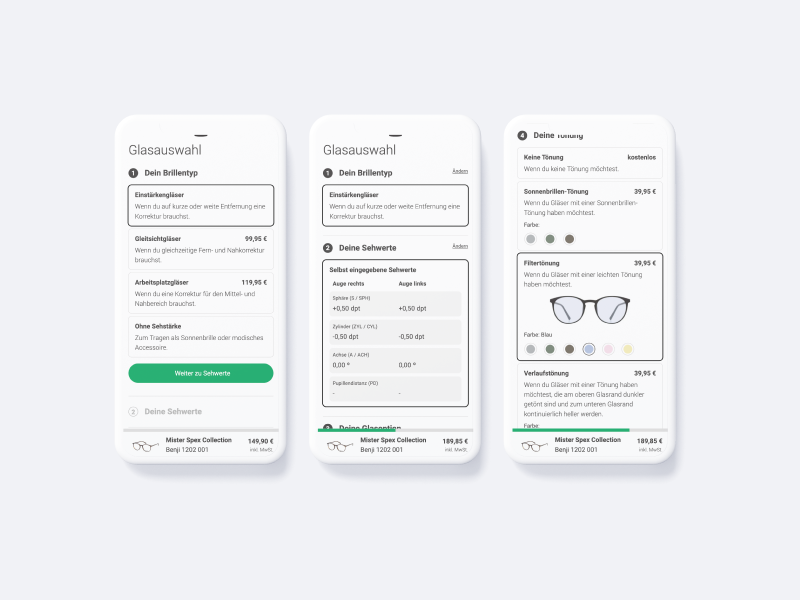 Glasauswahl
1 Dein Brillentyp
Einstärkengläser
Wenn du auf kurze oder weite Entfernung eine
Korrektur brauchst.
Gleitsichtgläser 99,95 €
Wenn du gleichzeitige Fern- und Nahkorrektur
brauchst.
Arbeitsplatzgläser 119,95 €
Wenn du eine Korrektur für den Mittel- und
Nahbereich brauchst.
Ohne Sehstärke
Zum Tragen als Sonnenbrille oder modisches
Accessoire.
Weiter zu Sehwerte
2 Deine Sehwerte
Mister Spex Collection 149,90 €
Benji 1202 001 inkl. MwSt.
Glasauswahl
1 Dein Brillentyp Ändern
Einstärkengläser
Wenn du auf kurze oder weite Entfernung eine
Korrektur brauchst.
2 Deine Sehwerte Ändern
Selbst eingegebene Sehwerte
Auge rechts Auge links
Sphäre (S / SPH)
+0,50 dpt +0,50 dpt
Zylinder (ZYL / CYL)
-0,50 dpt -0,50 dpt
Achse (A / ACH)
0,00 ° 0,00 °
Pupillendistanz (PD)
- -
3 Deine Glasoption
Mister Spex Collection 189,85 €
Benji 1202 001 inkl. MwSt.
4 Deine Tönung
Keine Tönung kostenlos
Wenn du keine Tönung möchtest.
Sonnenbrillen-Tönung 39,95 €
Wenn du Gläser mit einer Sonnenbrillen-
Tönung haben möchtest.
Farbe:
Filtertönung 39,95 €
Wenn du Gläser mit einer leichten Tönung
haben möchtest.
Farbe: Blau
Verlaufstönung 39,95 €
Wenn du Gläser mit einer Tönung haben
möchtest, die am oberen Glasrand dunkler
getönt sind und zum unteren Glasrand
kontinuierlich heller werden.
Farbe:
Mister Spex Collection 189,85 €
Benji 1202 001 inkl. MwSt.